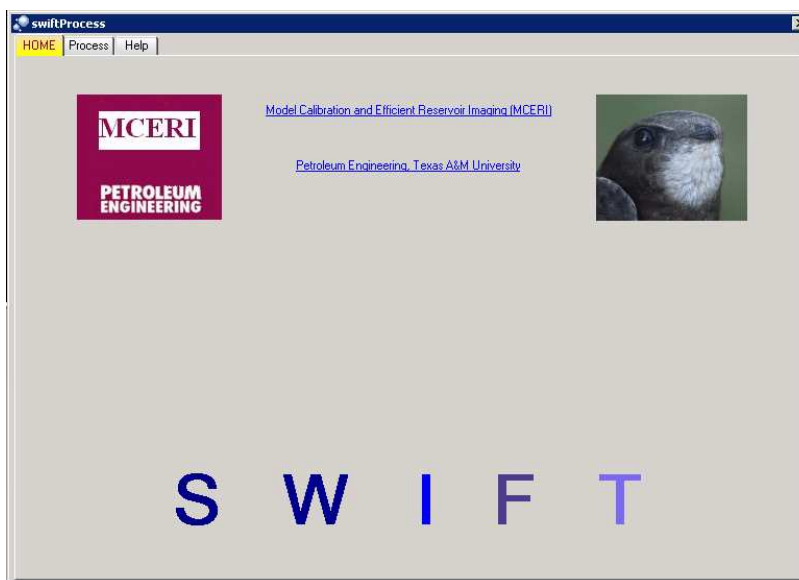 swiftProcess
HOME Process Help
MCERI
PETROLEUM
ENGINEERING
Model Calibration and Efficient Reservoir Imaging (MCERI)
Petroleum Engineering, Texas A&M University
S W I F T